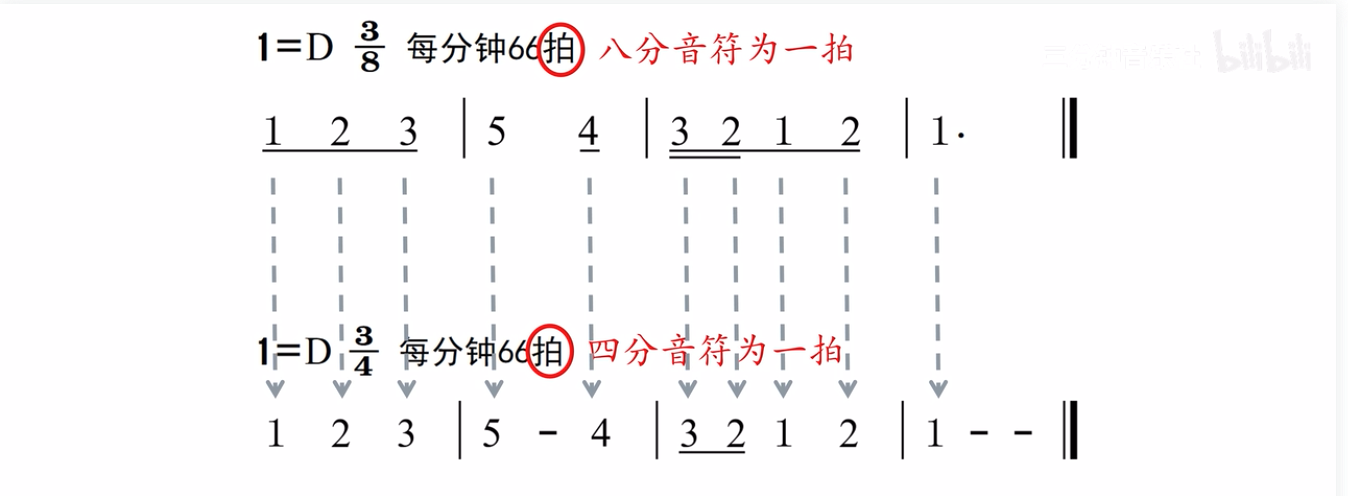 1=D 3/8 每分钟66拍 八分音符为一拍
bilibili
1 2 3 | 5 4 | 3 2 1 2 | 1·
1=D 3/4 每分钟66拍 四分音符为一拍
1 2 3 | 5 - 4 | 3 2 1 2 | 1 - -